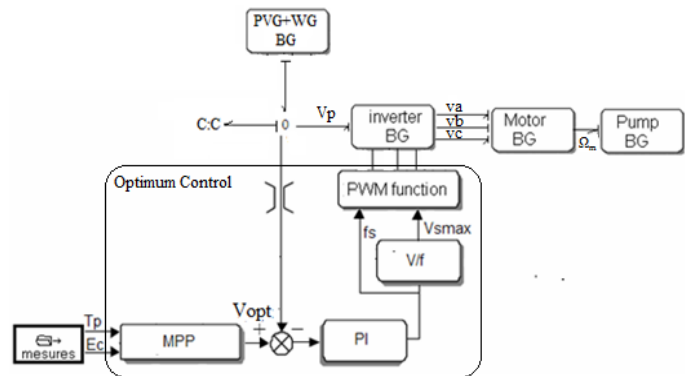 PVG+WG
BG
C:C
0
Vp
inverter
BG
va
vb
vc
Motor
BG
Ωm
Pump
BG
Optimum Control
PWM function
fs
Vsmax
V/f
Vopt
+
-
Tp
Ec
mesures
MPP
PI